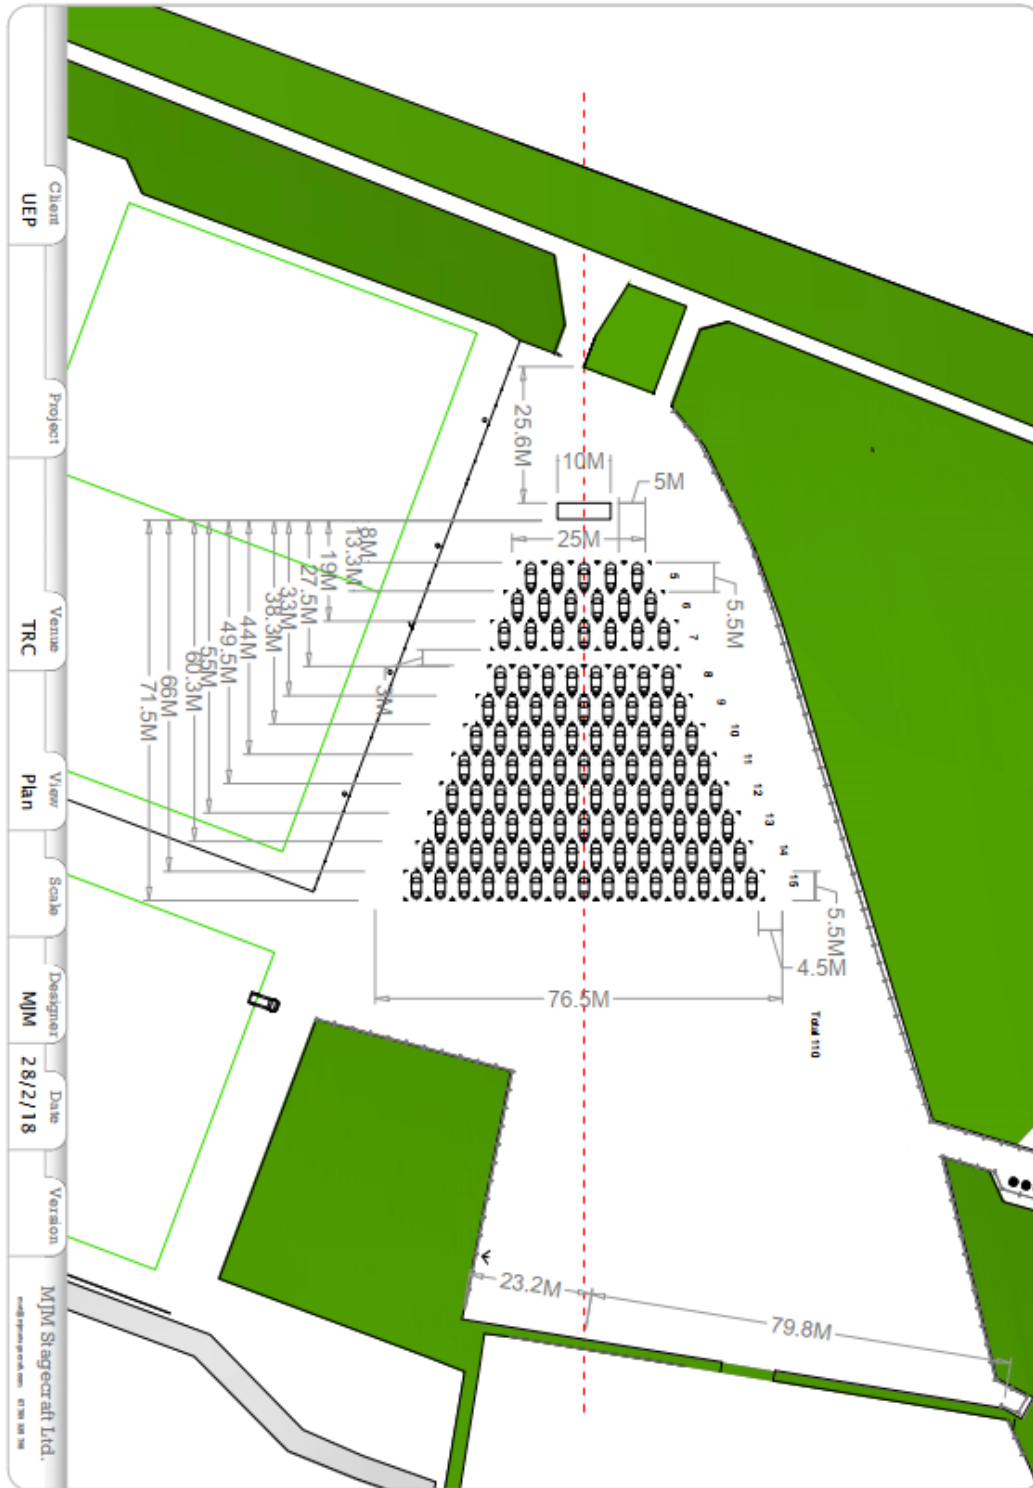 Client
UEP
Project
Venue
TRC
View
Plan
Scale
Designer
MJM
Date
28/2/18
Version
MJM Stagecraft Ltd.
25.6M
10M
5M
25M
5.5M
8M
13.3M
19M
27.5M
33M
38.3M
44M
49.5M
55M
60.3M
66M
71.5M
3M
5
6
7
8
9
10
11
12
13
14
15
5.5M
4.5M
76.5M
Total 110
23.2M
79.8M